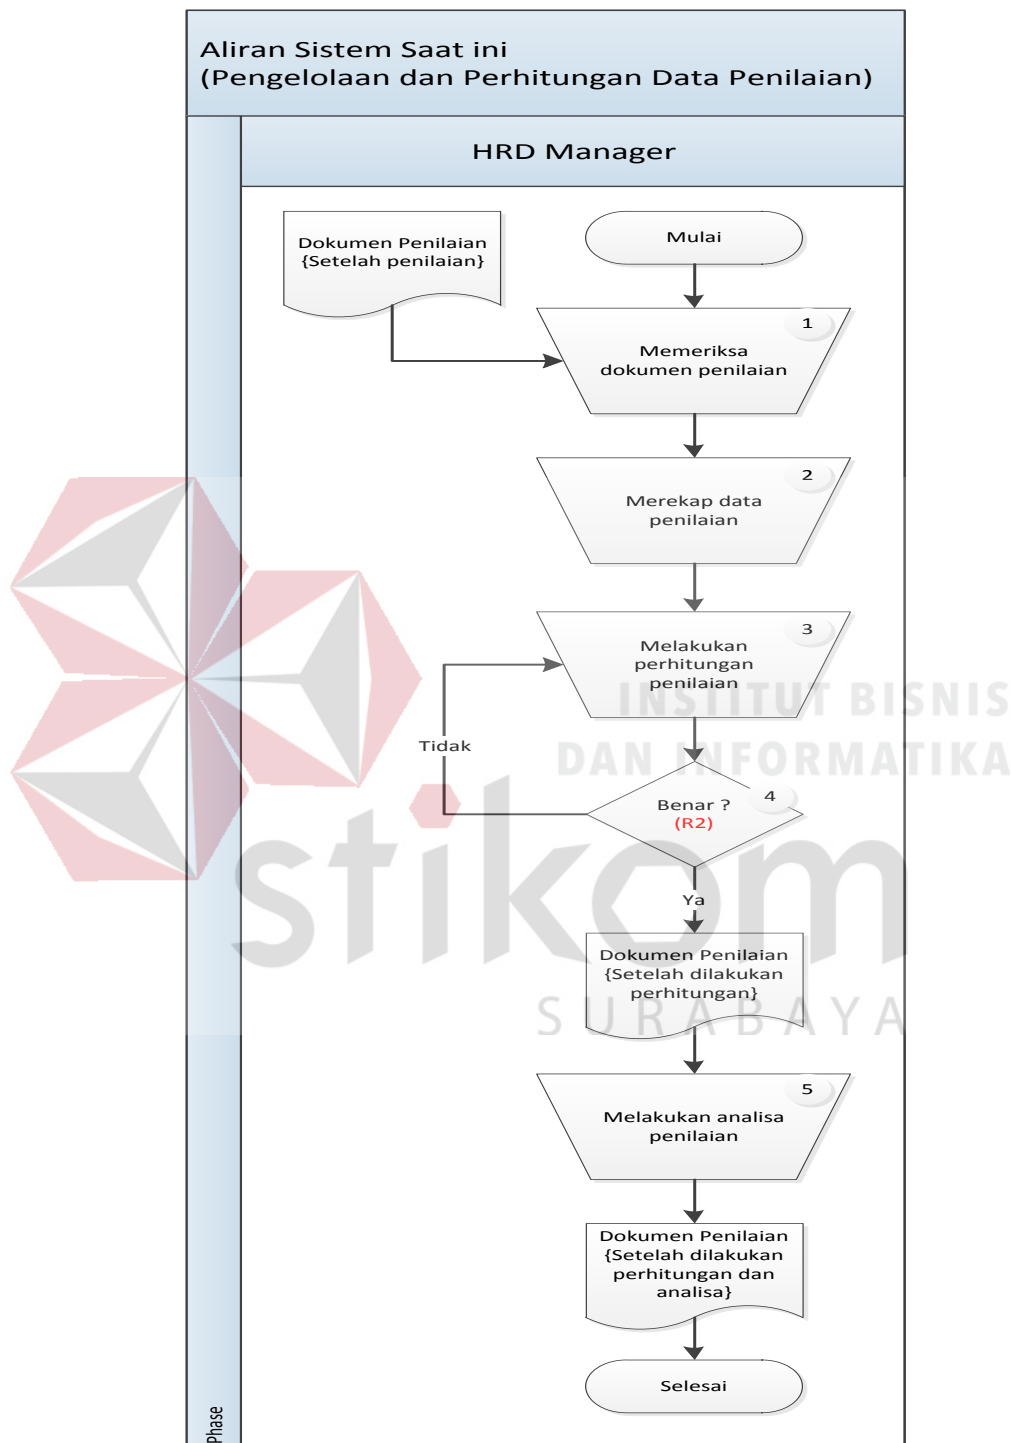 Aliran Sistem Saat ini
(Pengelolaan dan Perhitungan Data Penilaian)
HRD Manager
Dokumen Penilaian
{Setelah penilaian}
Mulai
1
Memeriksa
dokumen penilaian
2
Merekap data
penilaian
3
Melakukan
perhitungan
penilaian
INSTITUT BISNIS
DAN INFORMATIKA
Tidak
4
Benar ?
(R2)
stikom
Ya
Dokumen Penilaian
{Setelah dilakukan
perhitungan}
SURABAYA
5
Melakukan analisa
penilaian
Dokumen Penilaian
{Setelah dilakukan
perhitungan dan
analisa}
Selesai
Phase